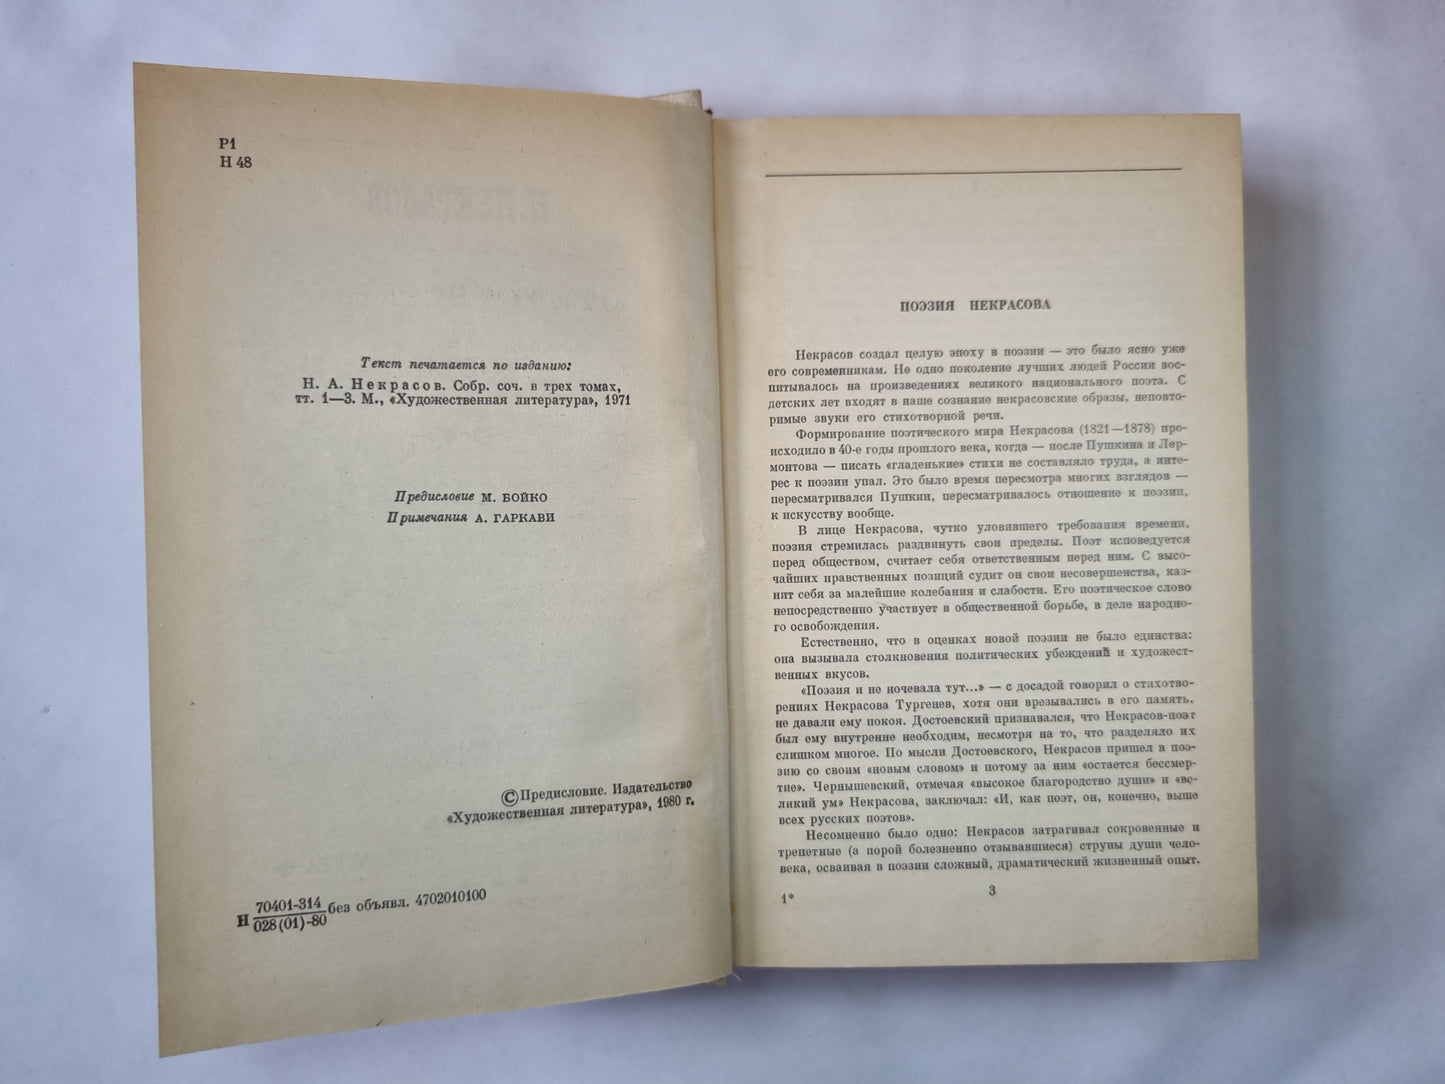 Р1
Н 48
Текст печатается по изданию:
Н. А. Некрасов. Собр. соч. в трех томах,
тт. 1—3. М., «Художественная литература», 1971
Предисловие М. БОЙКО
Примечания А. ГАРКАВИ
©Предисловие. Издательство
«Художественная литература», 1980 г.
Н 70401-314 без объявл. 4702010100
028(01)-80
ПОЭЗИЯ НЕКРАСОВА
Некрасов создал целую эпоху в поэзии — это было ясно уже
его современникам. Не одно поколение лучших людей России вос-
питывалось на произведениях великого национального поэта. С
детских лет входят в наше сознание некрасовские образы, неповто-
римые звуки его стихотворной речи.
Формирование поэтического мира Некрасова (1821—1878) про-
исходило в 40-е годы прошлого века, когда — после Пушкина и Лер-
монтова — писать «гладенькие» стихи не составляло труда, а инте-
рес к поэзии упал. Это было время пересмотра многих взглядов —
пересматривался Пушкин, пересматривалось отношение к поэзии,
к искусству вообще.
В лице Некрасова, чутко уловившего требования времени,
поэзия стремилась раздвинуть свои пределы. Поэт исповедуется
перед обществом, считает себя ответственным перед ним. С высо-
чайших нравственных позиций судит он свои несовершенства, каз-
нит себя за малейшие колебания и слабости. Его поэтическое слово
непосредственно участвует в общественной борьбе, в деле народно-
го освобождения.
Естественно, что в оценках новой поэзии не было единства:
она вызывала столкновения политических убеждений и художест-
венных вкусов.
«Поэзия и не ночевала тут...» — с досадой говорил о стихотво-
рениях Некрасова Тургенев, хотя они врезывались в его память,
не давали ему покоя. Достоевский признавался, что Некрасов-поэт
был ему внутренне необходим, несмотря на то, что разделяло их
слишком многое. По мысли Достоевского, Некрасов пришел в поэ-
зию со своим «новым словом» и потому за ним «остается бессмер-
тие». Чернышевский, отмечая «высокое благородство души» и «ве-
ликий ум» Некрасова, заключал: «И, как поэт, он, конечно, выше
всех русских поэтов».
Несомненно было одно: Некрасов затрагивал сокровенные и
трепетные (а порой болезненно отзывавшиеся) струны души чело-
века, осваивая в поэзии сложный, драматический жизненный опыт.
1*
3